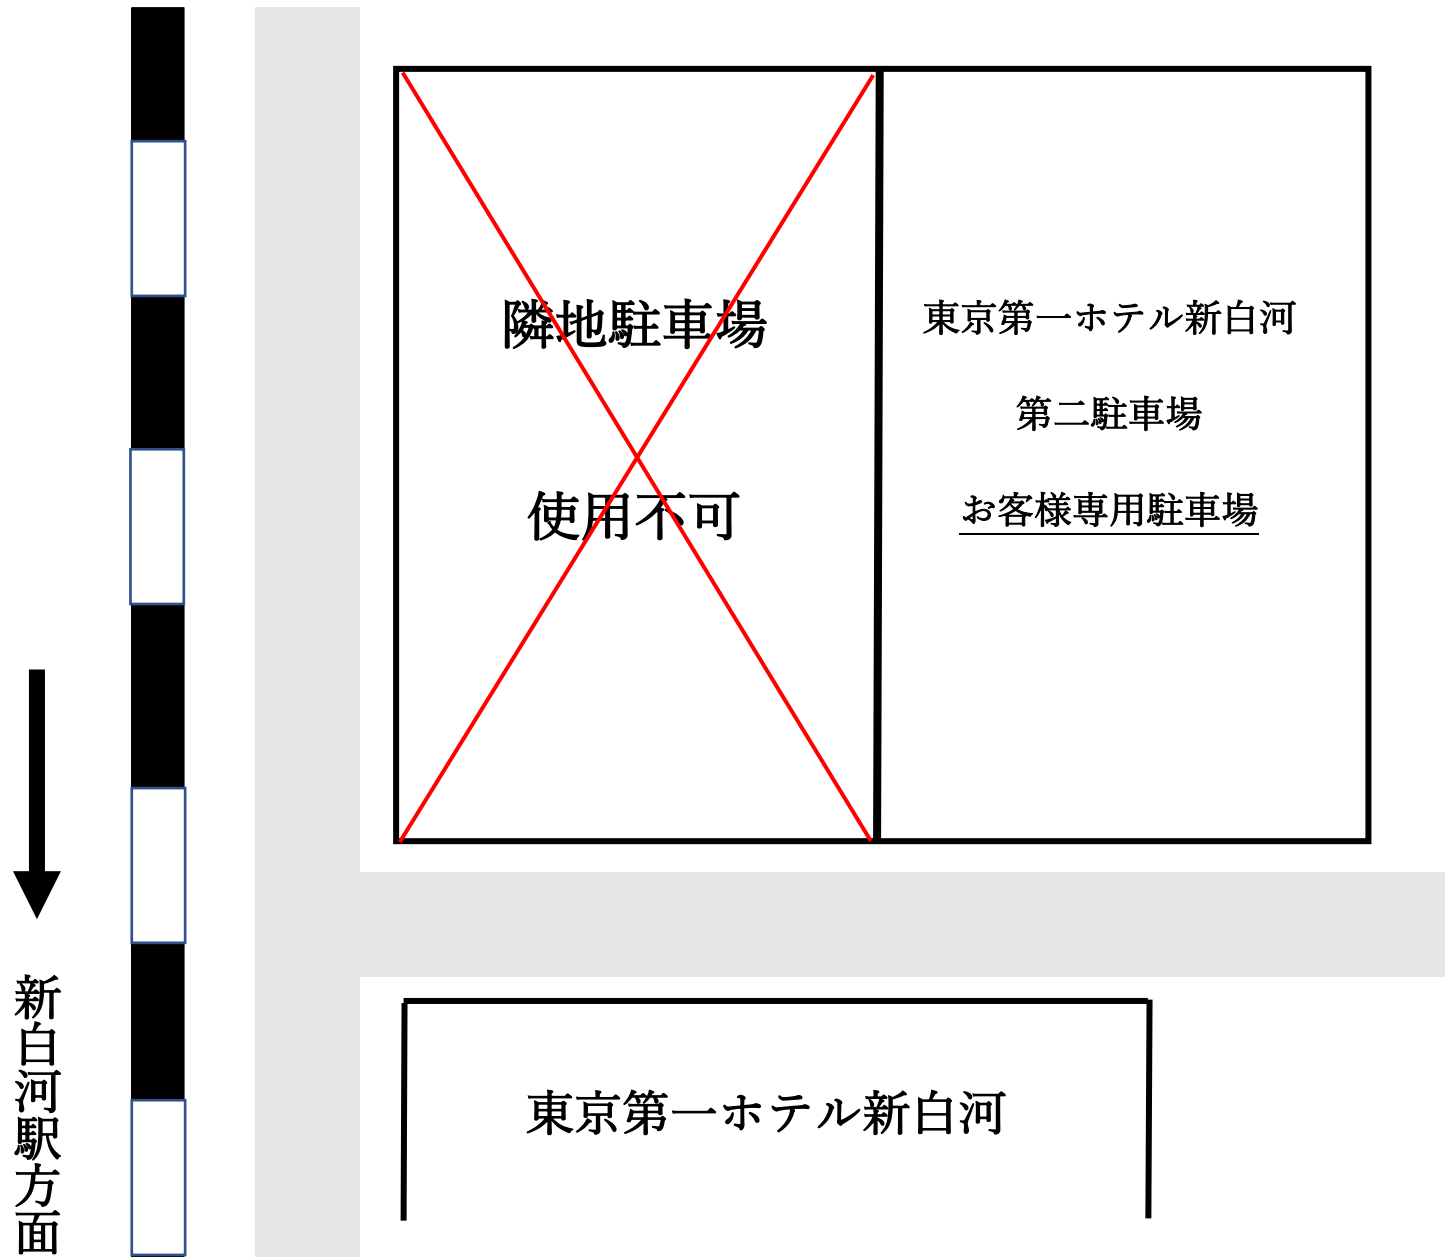 隣地駐車場
使用不可
東京第一ホテル新白河
第二駐車場
お客様専用駐車場
東京第一ホテル新白河
新白河駅方面